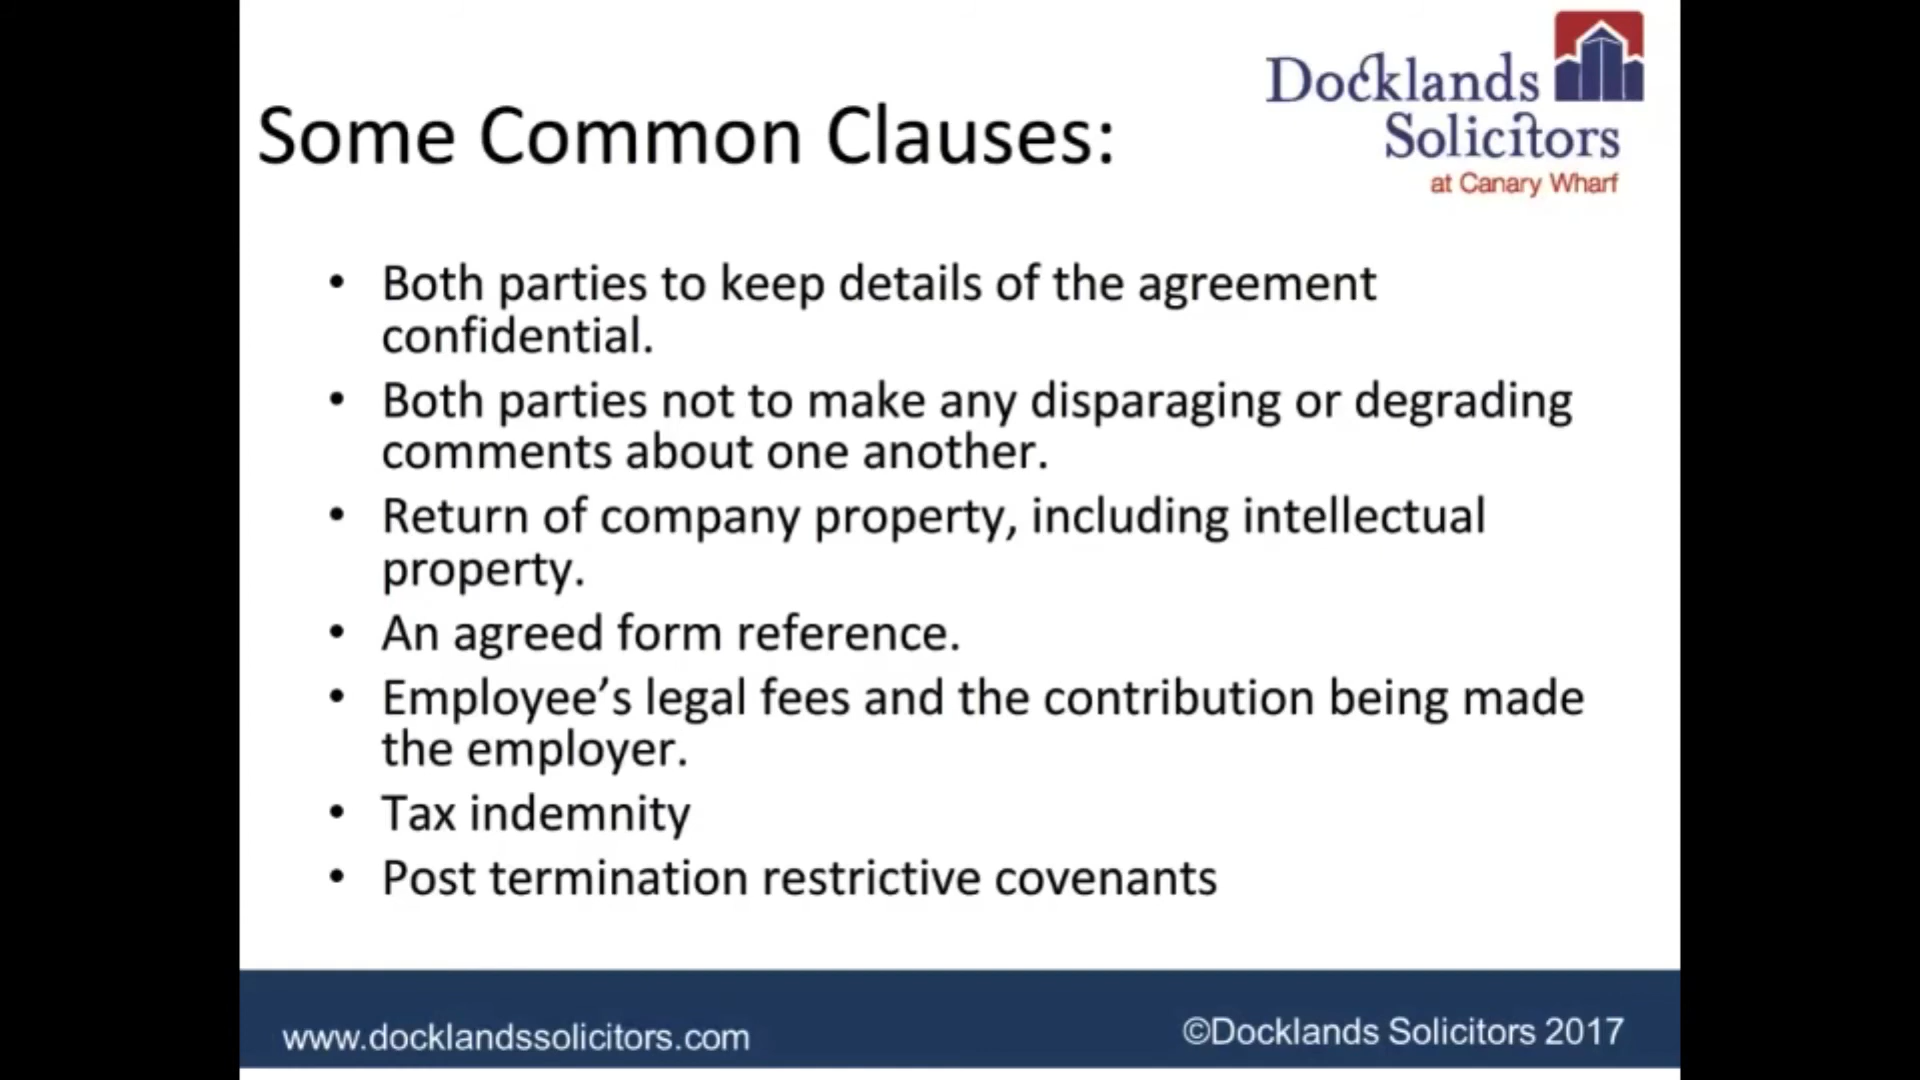 Docklands
Solicitors
at Canary Wharf
Some Common Clauses:
• Both parties to keep details of the agreement
confidential.
• Both parties not to make any disparaging or degrading
comments about one another.
• Return of company property, including intellectual
property.
• An agreed form reference.
• Employee’s legal fees and the contribution being made
the employer.
• Tax indemnity
• Post termination restrictive covenants
www.docklandssolicitors.com
©Docklands Solicitors 2017